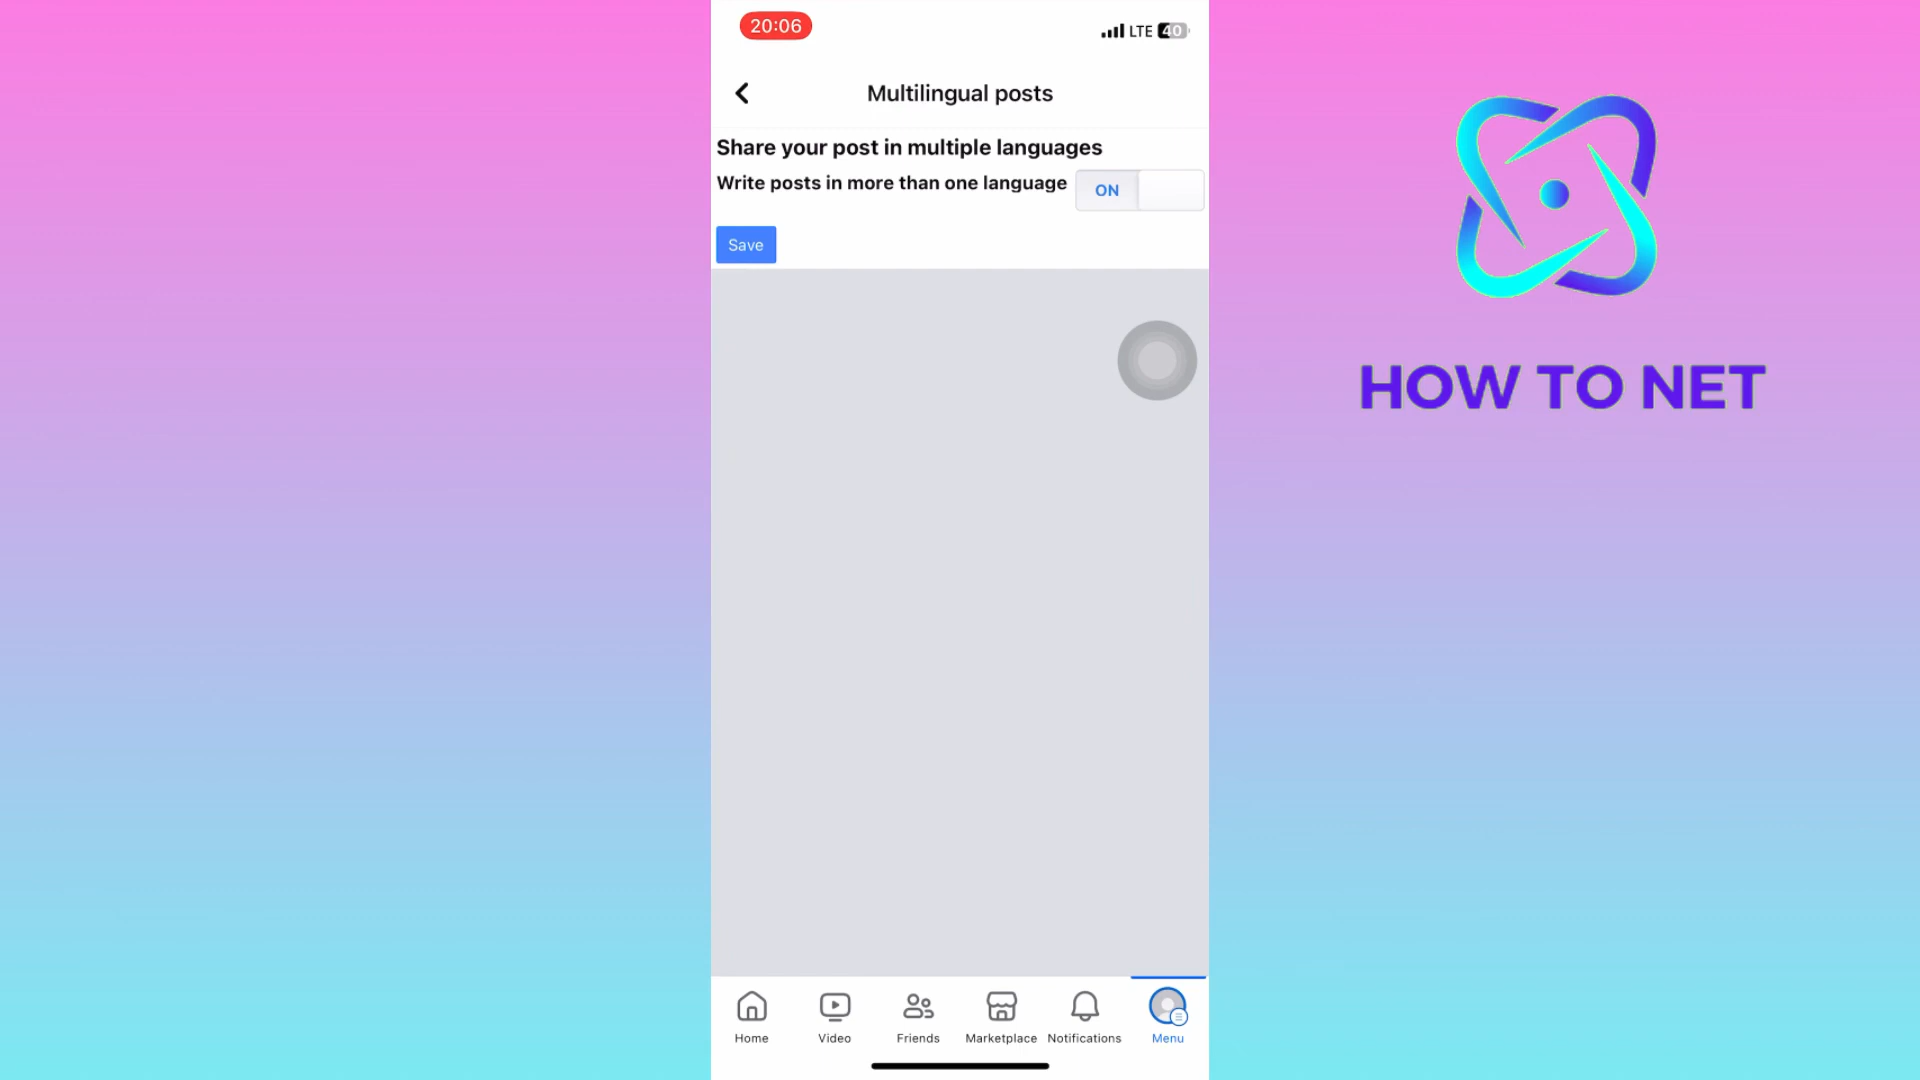 20:06
LTE 40
Multilingual posts
Share your post in multiple languages
Write posts in more than one language ON
Save
HOW TO NET
Home Video Friends Marketplace Notifications Menu